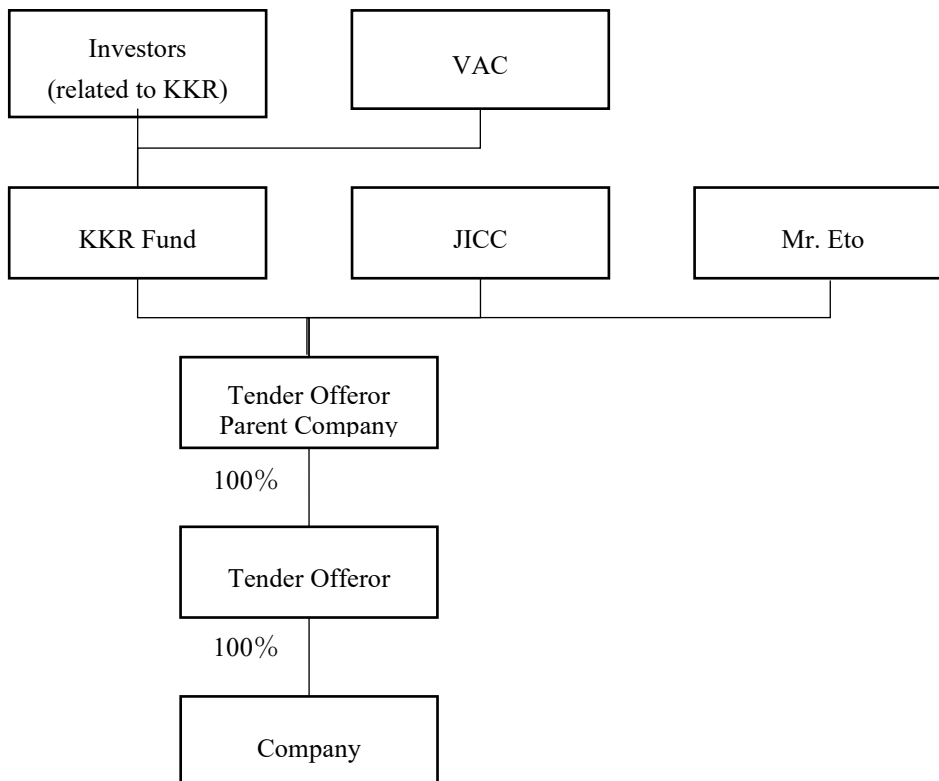 Investors
(related to KKR)
VAC
KKR Fund
JICC
Mr. Eto
Tender Offeror
Parent Company
100%
Tender Offeror
100%
Company